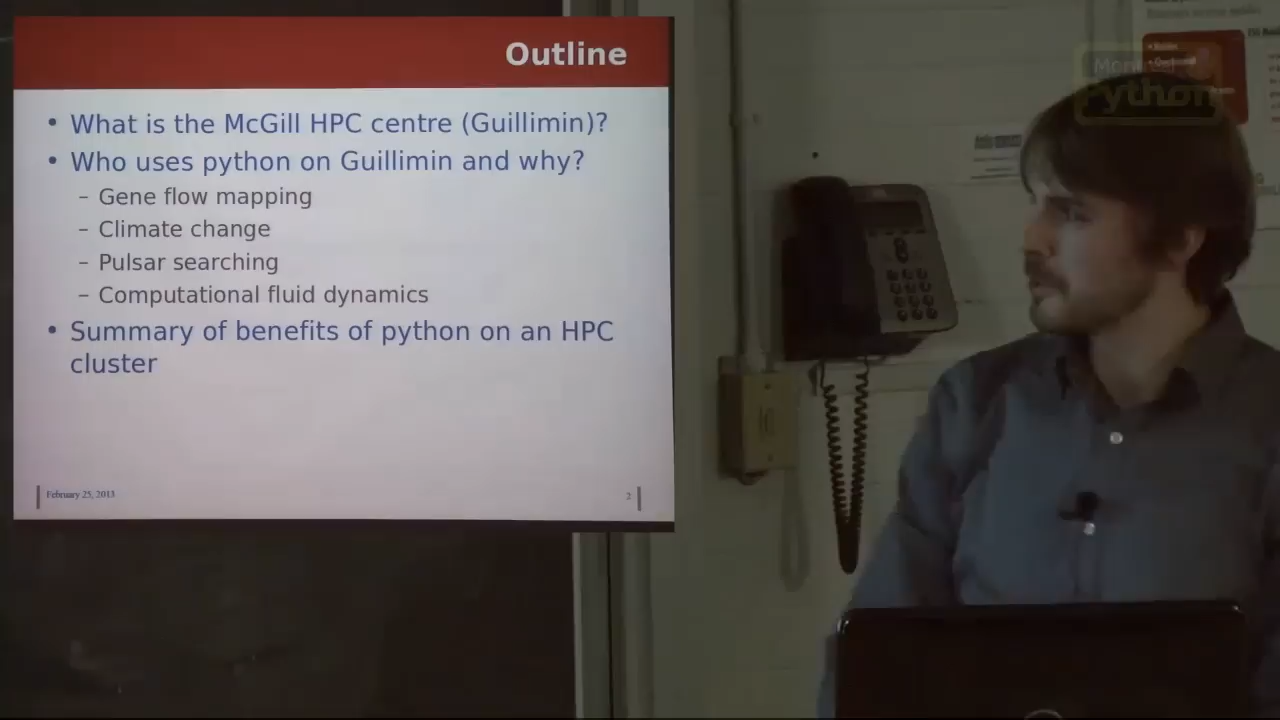 Outline
• What is the McGill HPC centre (Guillimin)?
• Who uses python on Guillimin and why?
– Gene flow mapping
– Climate change
– Pulsar searching
– Computational fluid dynamics
• Summary of benefits of python on an HPC
cluster
February 25, 2013
2
Montreal
Python